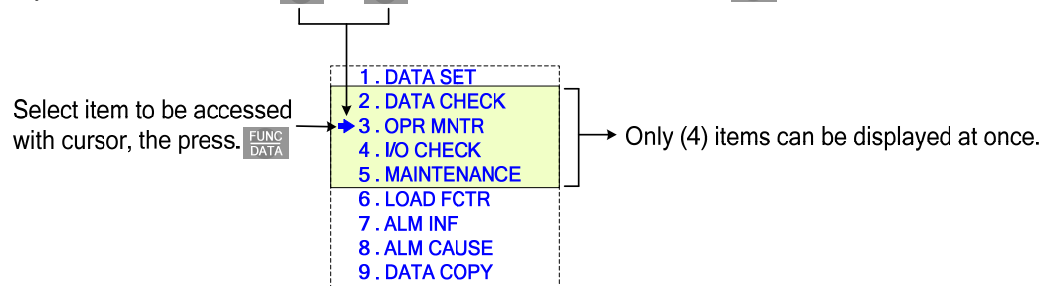 1. DATA SET
Select item to be accessed
with cursor, the press. FUNC DATA
2. DATA CHECK
3. OPR MNTR
4. I/O CHECK
5. MAINTENANCE
Only (4) items can be displayed at once.
6. LOAD FCTR
7. ALM INF
8. ALM CAUSE
9. DATA COPY